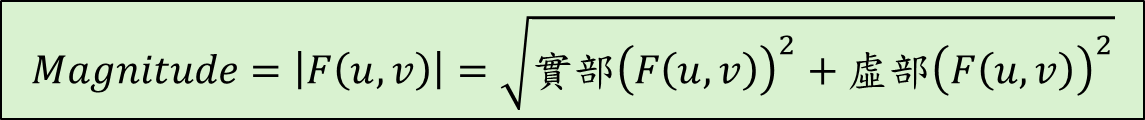 Magnitude = |F(u, v)| = √(實部(F(u, v))² + 虛部(F(u, v))²)